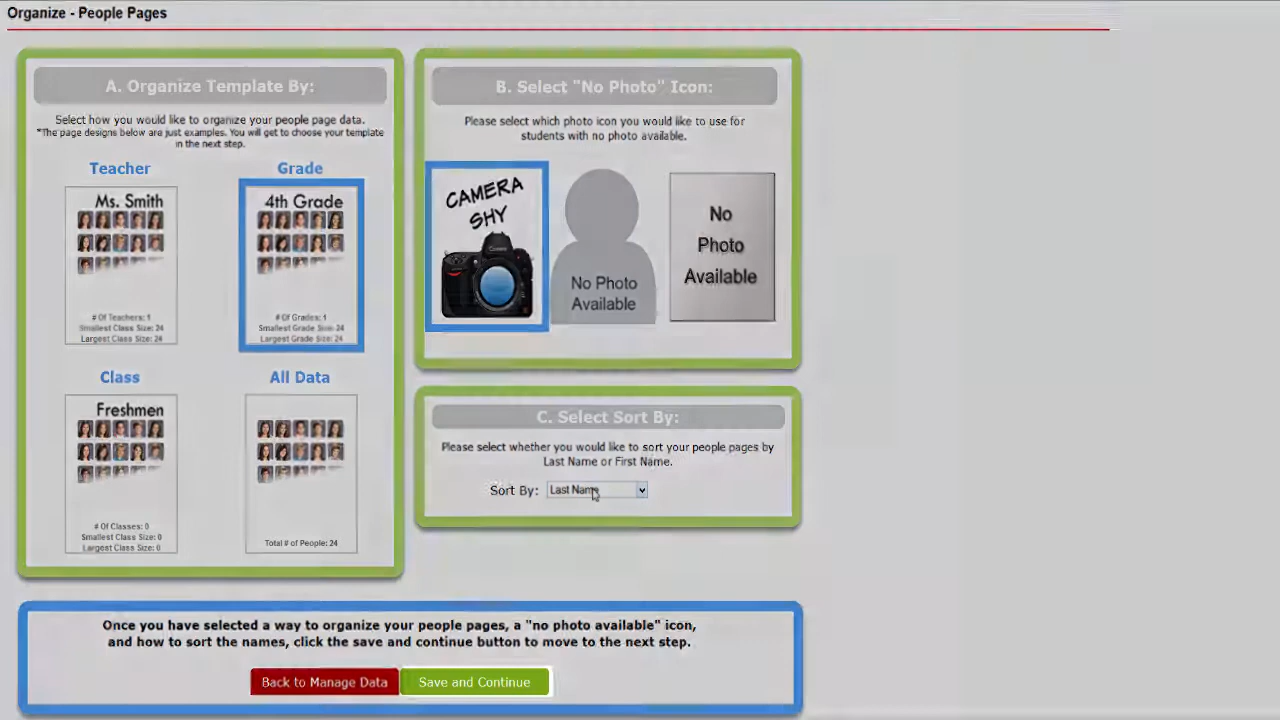 Organize - People Pages
A. Organize Template By:
Select how you would like to organize your people page data.
*The page designs below are just examples. You will get to choose your template
in the next step.
Teacher
Ms. Smith
# Of Teachers: 1
Smallest Class Size: 24
Largest Class Size: 24
Grade
4th Grade
# Of Grades: 1
Smallest Grade Size: 24
Largest Grade Size: 24
Class
Freshmen
# Of Classes: 0
Smallest Class Size: 0
Largest Class Size: 0
All Data
Total # of People: 24
B. Select "No Photo" Icon:
Please select which photo icon you would like to use for
students with no photo available.
CAMERA
SHY
No Photo
Available
No
Photo
Available
C. Select Sort By:
Please select whether you would like to sort your people pages by
Last Name or First Name.
Sort By: Last Name
Once you have selected a way to organize your people pages, a "no photo available" icon,
and how to sort the names, click the save and continue button to move to the next step.
Back to Manage Data
Save and Continue